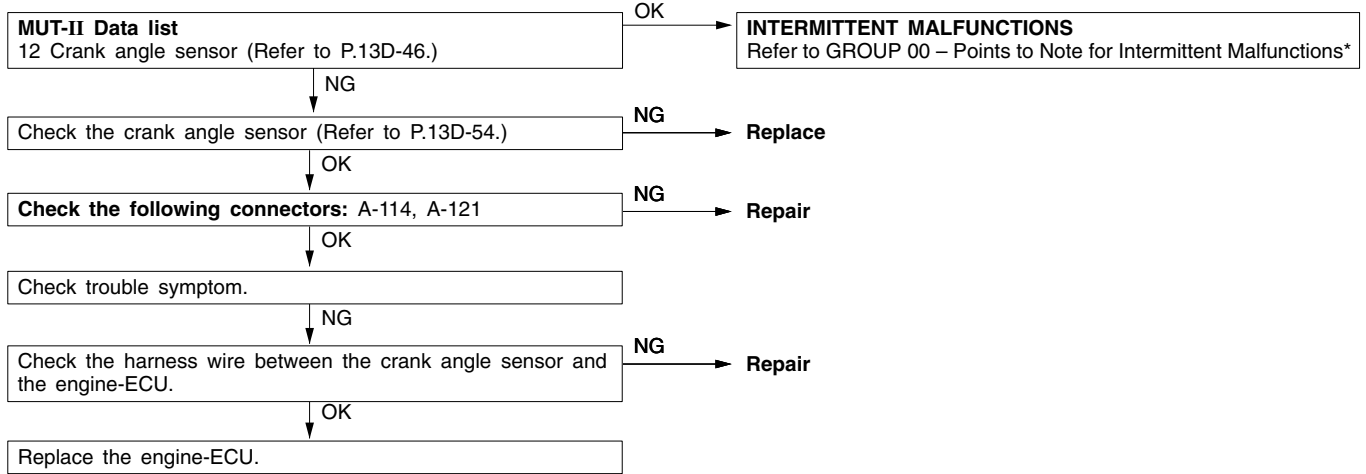 MUT-II Data list
12 Crank angle sensor (Refer to P.13D-46.)
OK
INTERMITTENT MALFUNCTIONS
Refer to GROUP 00 – Points to Note for Intermittent Malfunctions*
NG
Check the crank angle sensor (Refer to P.13D-54.)
NG
Replace
OK
Check the following connectors: A-114, A-121
NG
Repair
OK
Check trouble symptom.
NG
Check the harness wire between the crank angle sensor and
the engine-ECU.
NG
Repair
OK
Replace the engine-ECU.